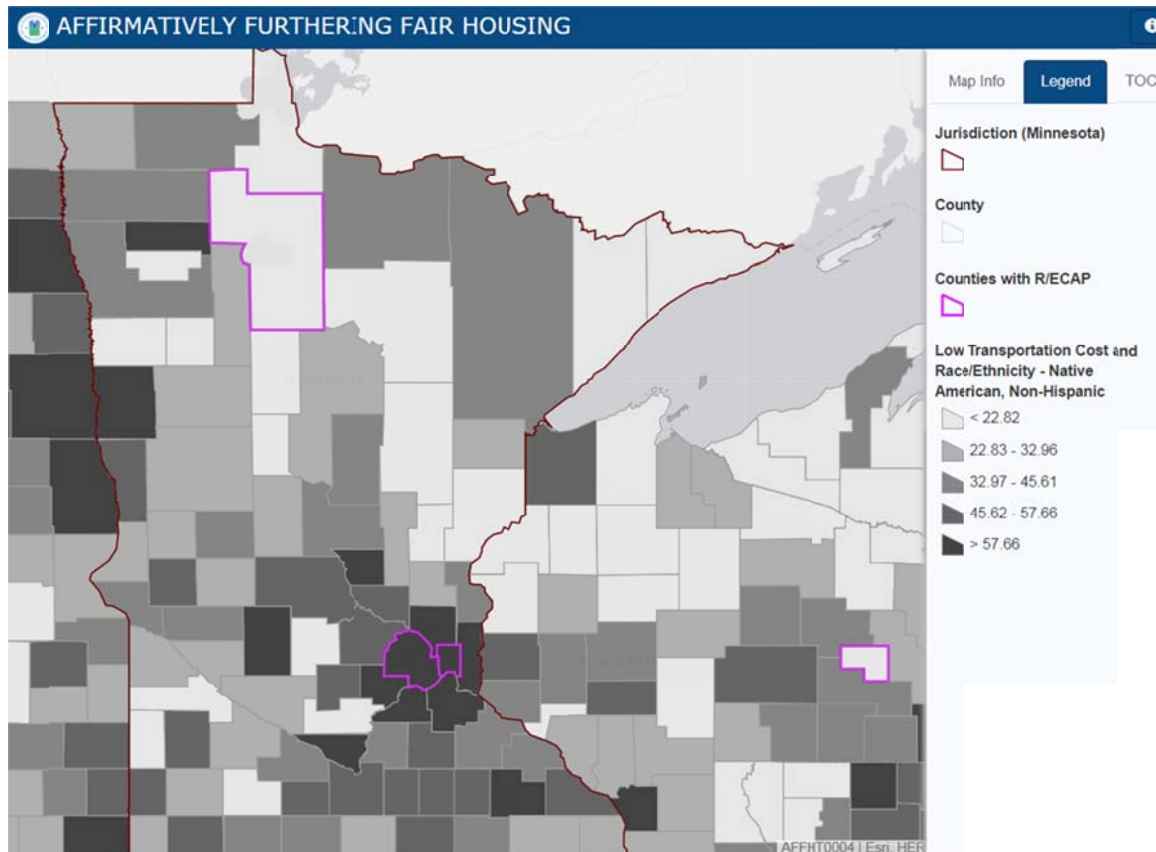 AFFIRMATIVELY FURTHERING FAIR HOUSING
Map Info
Legend
TOC
Jurisdiction (Minnesota)
County
Counties with R/ECAP
Low Transportation Cost and
Race/Ethnicity - Native
American, Non-Hispanic
< 22.82
22.83 - 32.96
32.97 - 45.61
45.62 - 57.66
> 57.66
MINNESOTA
WISCONSIN
AFFHT0004 | Esri, HER